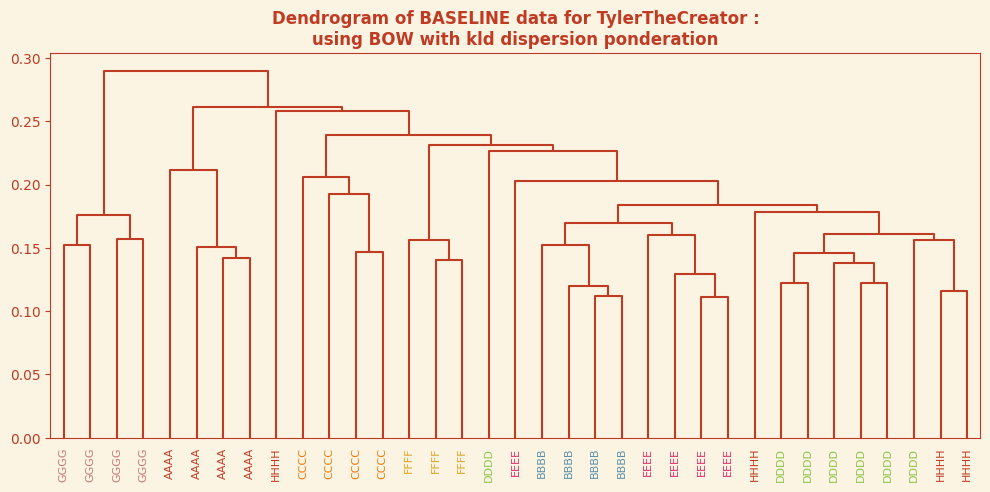 Dendrogram of BASELINE data for TylerTheCreator :
using BOW with kld dispersion ponderation
0.30
0.25
0.20
0.15
0.10
0.05
0.00
GGGG GGGG GGGG GGGG AAAA AAAA AAAA AAAA HHHH CCCC CCCC CCCC CCCC FFFF FFFF FFFF DDDD EEEE BBBB BBBB BBBB BBBB EEEE EEEE EEEE EEEE HHHH DDDD DDDD DDDD DDDD DDDD DDDD HHHH HHHH